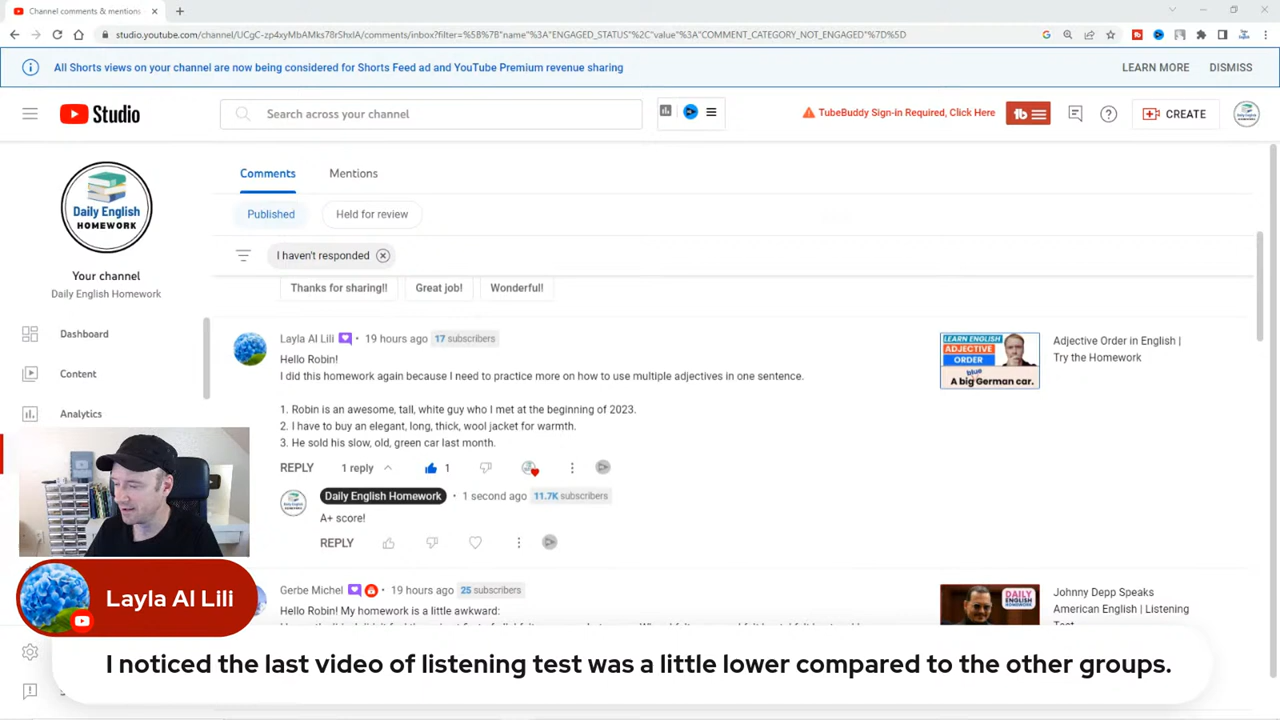 Channel comments & mentions
studio.youtube.com/channel/UCgC-zp4xyMbAMks78rShxIA/comments/inbox?filter=%5B%7B"name"%3A"ENGAGED_STATUS"%2C"value"%3A"COMMENT_CATEGORY_NOT_ENGAGED"%7D%5D
All Shorts views on your channel are now being considered for Shorts Feed ad and YouTube Premium revenue sharing
LEARN MORE
DISMISS
Studio
Search across your channel
TubeBuddy Sign-in Required, Click Here
tb
CREATE
Daily English
HOMEWORK
Your channel
Daily English Homework
Dashboard
Content
Analytics
Comments
Mentions
Published
Held for review
I haven't responded
Thanks for sharing!!
Great job!
Wonderful!
Layla Al Lili • 19 hours ago 17 subscribers
Hello Robin!
I did this homework again because I need to practice more on how to use multiple adjectives in one sentence.
1. Robin is an awesome, tall, white guy who I met at the beginning of 2023.
2. I have to buy an elegant, long, thick, wool jacket for warmth.
3. He sold his slow, old, green car last month.
REPLY
1 reply
1
LEARN ENGLISH
ADJECTIVE
ORDER
blue
A big German car.
Adjective Order in English |
Try the Homework
Daily English Homework • 1 second ago 11.7K subscribers
A+ score!
REPLY
Gerbe Michel • 19 hours ago 25 subscribers
Hello Robin! My homework is a little awkward:
DAILY
ENGLISH
HOMEWORK
Johnny Depp Speaks
American English | Listening
Layla Al Lili
I noticed the last video of listening test was a little lower compared to the other groups.